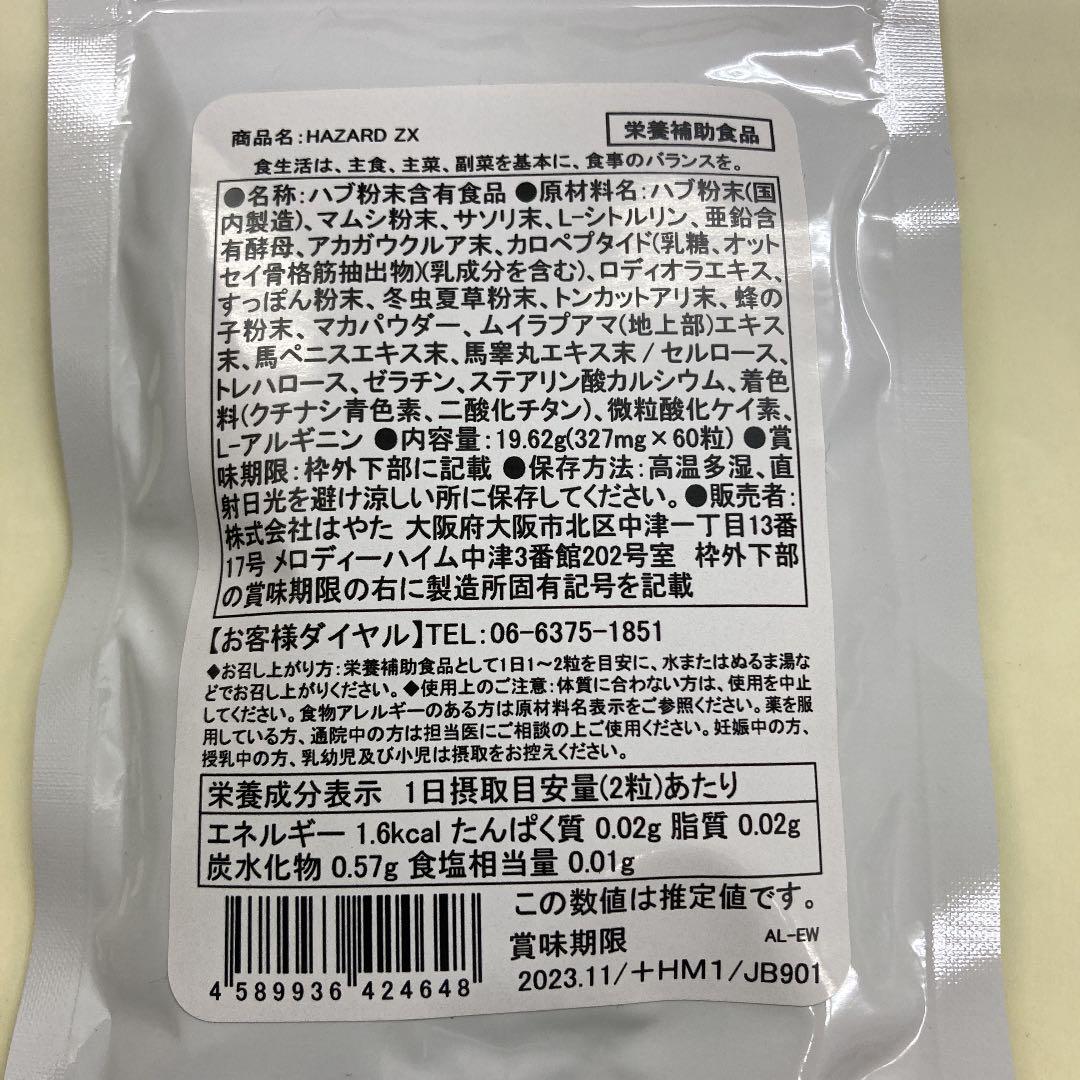 商品名:HAZARD ZX
栄養補助食品
食生活は、主食、主菜、副菜を基本に、食事のバランスを。
●名称:ハブ粉末含有食品 ●原材料名:ハブ粉末(国
内製造)、マムシ粉末、サソリ末、L-シトルリン、亜鉛含
有酵母、アカガウクルア末、カロペプタイド(乳糖、オット
セイ骨格筋抽出物)(乳成分を含む)、ロディオラエキス、
すっぽん粉末、冬虫夏草粉末、トンカットアリ末、蜂の
子粉末、マカパウダー、ムイラプアマ(地上部)エキス
末、馬ペニスエキス末、馬睾丸エキス末/セルロース、
トレハロース、ゼラチン、ステアリン酸カルシウム、着色
料(クチナシ青色素、二酸化チタン)、微粒酸化ケイ素、
L-アルギニン ●内容量:19.62g(327mg×60粒) ●賞
味期限:枠外下部に記載 ●保存方法:高温多湿、直
射日光を避け涼しい所に保存してください。●販売者:
株式会社はやた 大阪府大阪市北区中津一丁目13番
17号 メロディーハイム中津3番館202号室 枠外下部
の賞味期限の右に製造所固有記号を記載
【お客様ダイヤル】TEL:06-6375-1851
◆お召し上がり方:栄養補助食品として1日1～2粒を目安に、水またはぬるま湯な
どでお召し上がりください。◆使用上のご注意:体質に合わない方は、使用を中止
してください。食物アレルギーのある方は原材料名表示をご参照ください。薬を服
用している方、通院中の方は担当医にご相談の上ご使用ください。妊娠中の方、
授乳中の方、乳幼児及び小児は摂取をお控えください。
栄養成分表示 1日摂取目安量(2粒)あたり
エネルギー 1.6kcal たんぱく質 0.02g 脂質 0.02g
炭水化物 0.57g 食塩相当量 0.01g
この数値は推定値です。
賞味期限 AL-EW
2023.11/+HM1/JB901
4 589936 424648